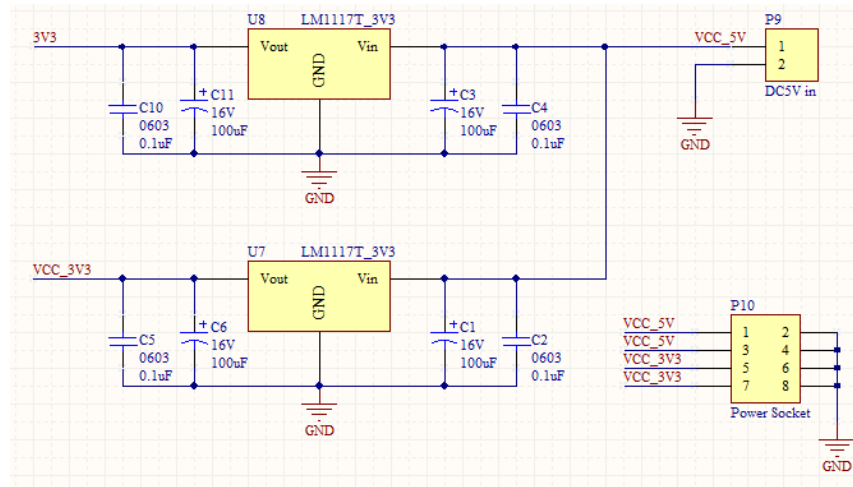 U8 LM1117T_3V3
P9
3V3
Vout Vin
VCC_5V
1
2
GND
DC5V in
C10
0603
0.1uF
+ C11
16V
100uF
+ C3
16V
100uF
C4
0603
0.1uF
GND
GND
U7 LM1117T_3V3
VCC_3V3
Vout Vin
GND
C5
0603
0.1uF
+ C6
16V
100uF
+ C1
16V
100uF
C2
0603
0.1uF
GND
P10
VCC_5V 1 2
VCC_5V 3 4
VCC_3V3 5 6
VCC_3V3 7 8
Power Socket
GND